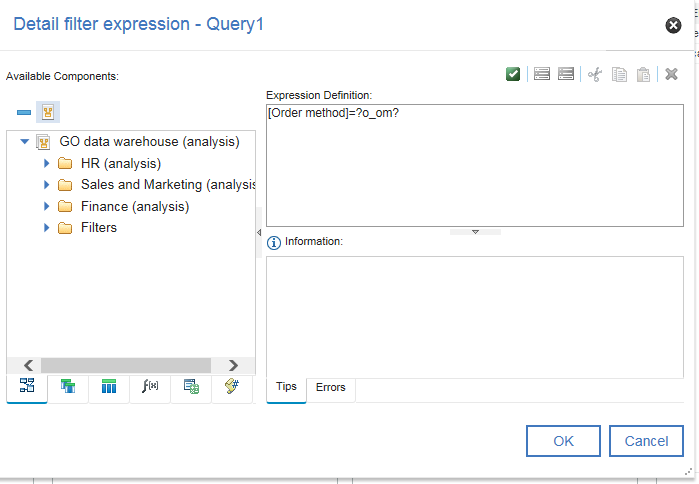 Detail filter expression - Query1
Available Components:
Expression Definition:
[Order method]=?o_om?
GO data warehouse (analysis)
HR (analysis)
Sales and Marketing (analysis
Finance (analysis)
Filters
Information:
f(x)
Tips
Errors
OK
Cancel